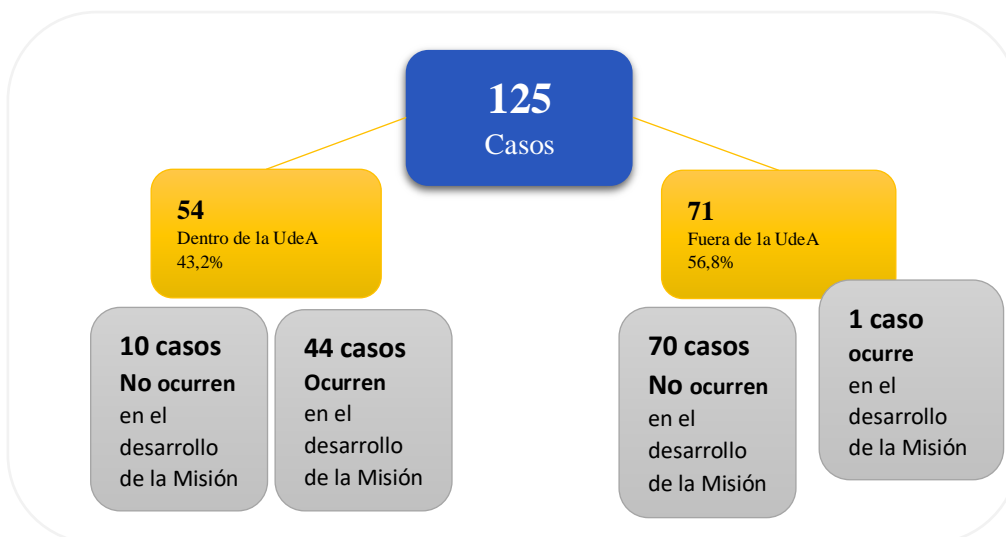 125
Casos
54
Dentro de la UdeA
43,2%
71
Fuera de la UdeA
56,8%
10 casos
No ocurren
en el
desarrollo
de la Misión
44 casos
Ocurren
en el
desarrollo
de la Misión
70 casos
No ocurren
en el
desarrollo
de la Misión
1 caso
ocurre
en el
desarrollo
de la Misión